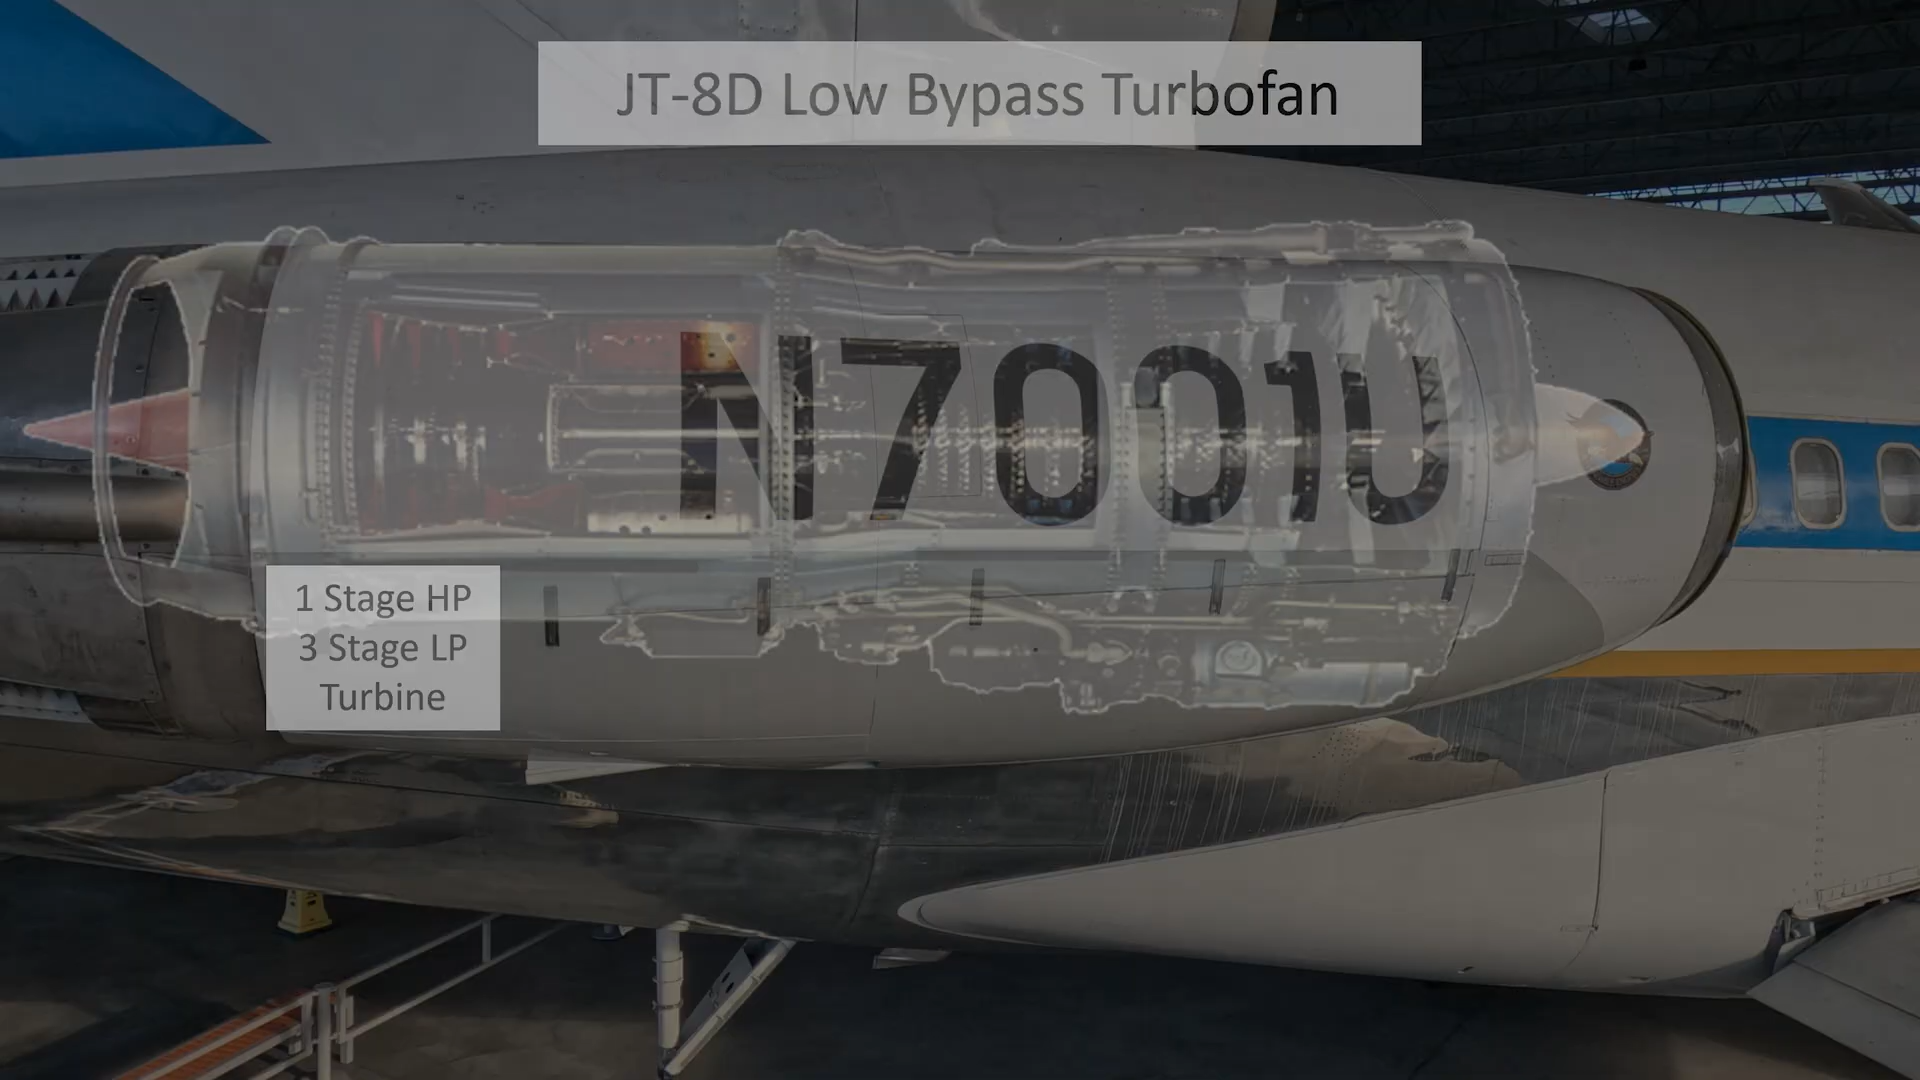 JT-8D Low Bypass Turbofan
N7001U
1 Stage HP
3 Stage LP
Turbine